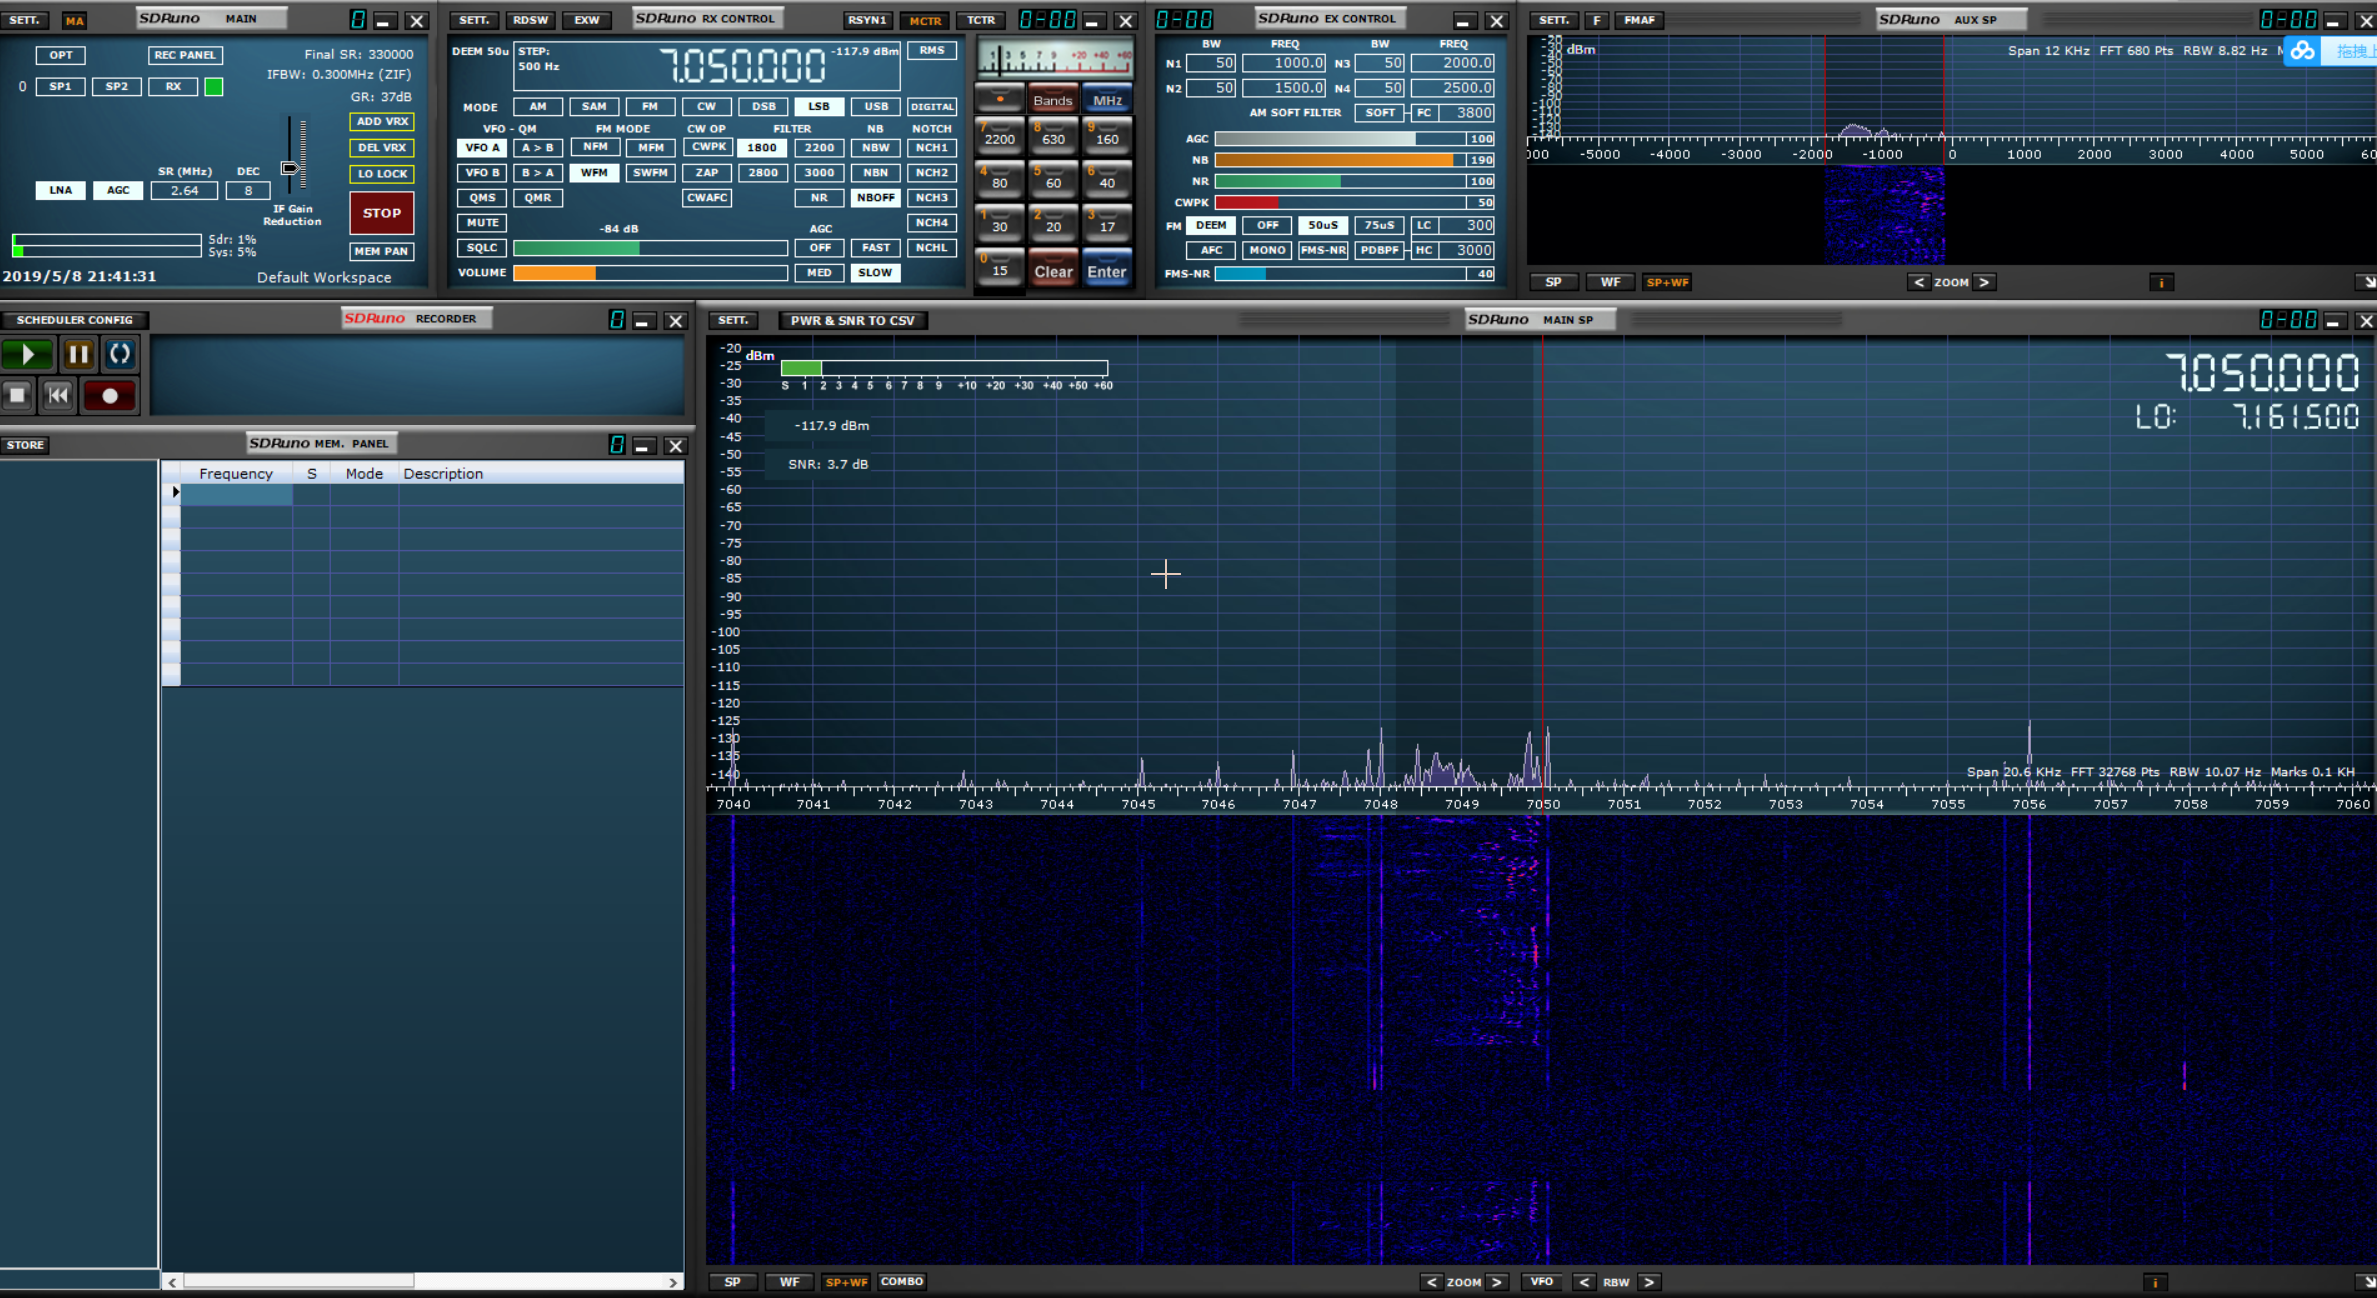 SETT. MA SDRuno MAIN 0
OPT REC PANEL Final SR: 330000
IFBW: 0.300MHz (ZIF)
0 SP1 SP2 RX GR: 37dB
ADD VRX
DEL VRX
SR (MHz) DEC LO LOCK
LNA AGC 2.64 8
IF Gain
Reduction STOP
Sdr: 1%
Sys: 5% MEM PAN
2019/5/8 21:41:31 Default Workspace
SETT. RDSW EXW SDRuno RX CONTROL RSYN1 MCTR TCTR 0-00
DEEM 50u STEP:
500 Hz 7.050.000 -117.9 dBm RMS
MODE AM SAM FM CW DSB LSB USB DIGITAL
VFO - QM FM MODE CW OP FILTER NB NOTCH
VFO A A > B NFM MFM CWPK 1800 2200 NBW NCH1
VFO B B > A WFM SWFM ZAP 2800 3000 NBN NCH2
QMS QMR CWAFC NR NBOFF NCH3
MUTE NCH4
-84 dB AGC
SQLC OFF FAST NCHL
VOLUME MED SLOW
1 3 5 7 9 +20 +40 +60
Bands MHz
7 2200 8 630 9 160
4 80 5 60 6 40
1 30 2 20 3 17
0 15 Clear Enter
0-00 SDRuno EX CONTROL
BW FREQ BW FREQ
N1 50 1000.0 N3 50 2000.0
N2 50 1500.0 N4 50 2500.0
AM SOFT FILTER SOFT FC 3800
AGC 100
NB 190
NR 100
CWPK 50
FM DEEM OFF 50uS 75uS LC 300
AFC MONO FMS-NR PDBPF HC 3000
FMS-NR 40
SETT. F FMAF SDRuno AUX SP 0-00
dBm Span 12 KHz FFT 680 Pts RBW 8.82 Hz M
拖拽上
000 -5000 -4000 -3000 -2000 -1000 0 1000 2000 3000 4000 5000 60
SP WF SP+WF < ZOOM > i
SCHEDULER CONFIG SDRuno RECORDER 0
STORE SDRuno MEM. PANEL 0
Frequency S Mode Description
SETT. PWR & SNR TO CSV SDRuno MAIN SP 0-00
dBm
S 1 2 3 4 5 6 7 8 9 +10 +20 +30 +40 +50 +60
7.050.000
LO: 7.161.500
-117.9 dBm
SNR: 3.7 dB
-20
-25
-30
-35
-40
-45
-50
-55
-60
-65
-70
-75
-80
-85
-90
-95
-100
-105
-110
-115
-120
-125
-130
-135
-140
Span 20.6 KHz FFT 32768 Pts RBW 10.07 Hz Marks 0.1 KH
7040 7041 7042 7043 7044 7045 7046 7047 7048 7049 7050 7051 7052 7053 7054 7055 7056 7057 7058 7059 7060
SP WF SP+WF COMBO < ZOOM > VFO < RBW > i